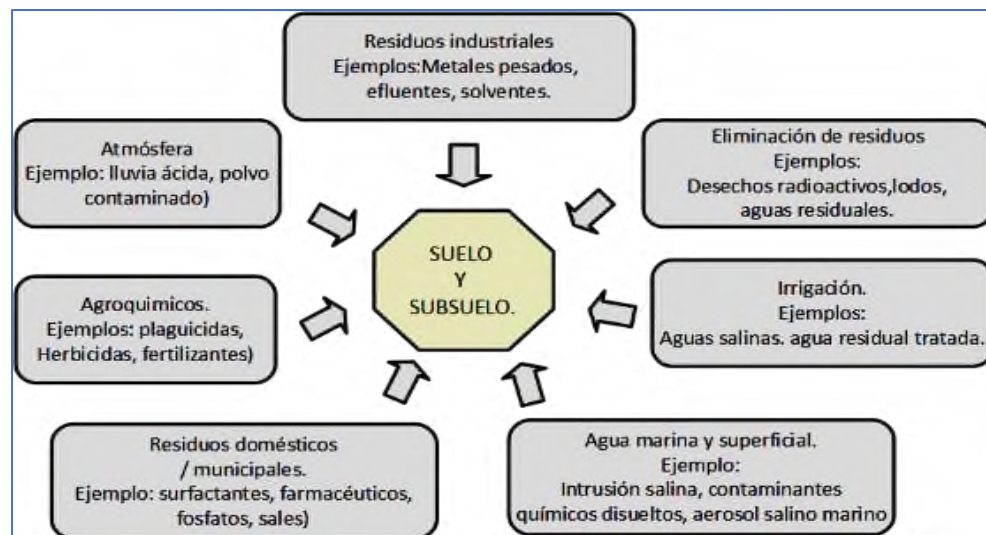 Residuos industriales
Ejemplos:Metales pesados,
efluentes, solventes.
Atmósfera
Ejemplo: lluvia ácida, polvo
contaminado)
Eliminación de residuos
Ejemplos:
Desechos radioactivos,lodos,
aguas residuales.
SUELO
Y
SUBSUELO.
Agroquimicos.
Ejemplos: plaguicidas,
Herbicidas, fertilizantes)
Irrigación.
Ejemplos:
Aguas salinas. agua residual tratada.
Residuos domésticos
/ municipales.
Ejemplo: surfactantes, farmacéuticos,
fosfatos, sales)
Agua marina y superficial.
Ejemplo:
Intrusión salina, contaminantes
químicos disueltos, aerosol salino marino